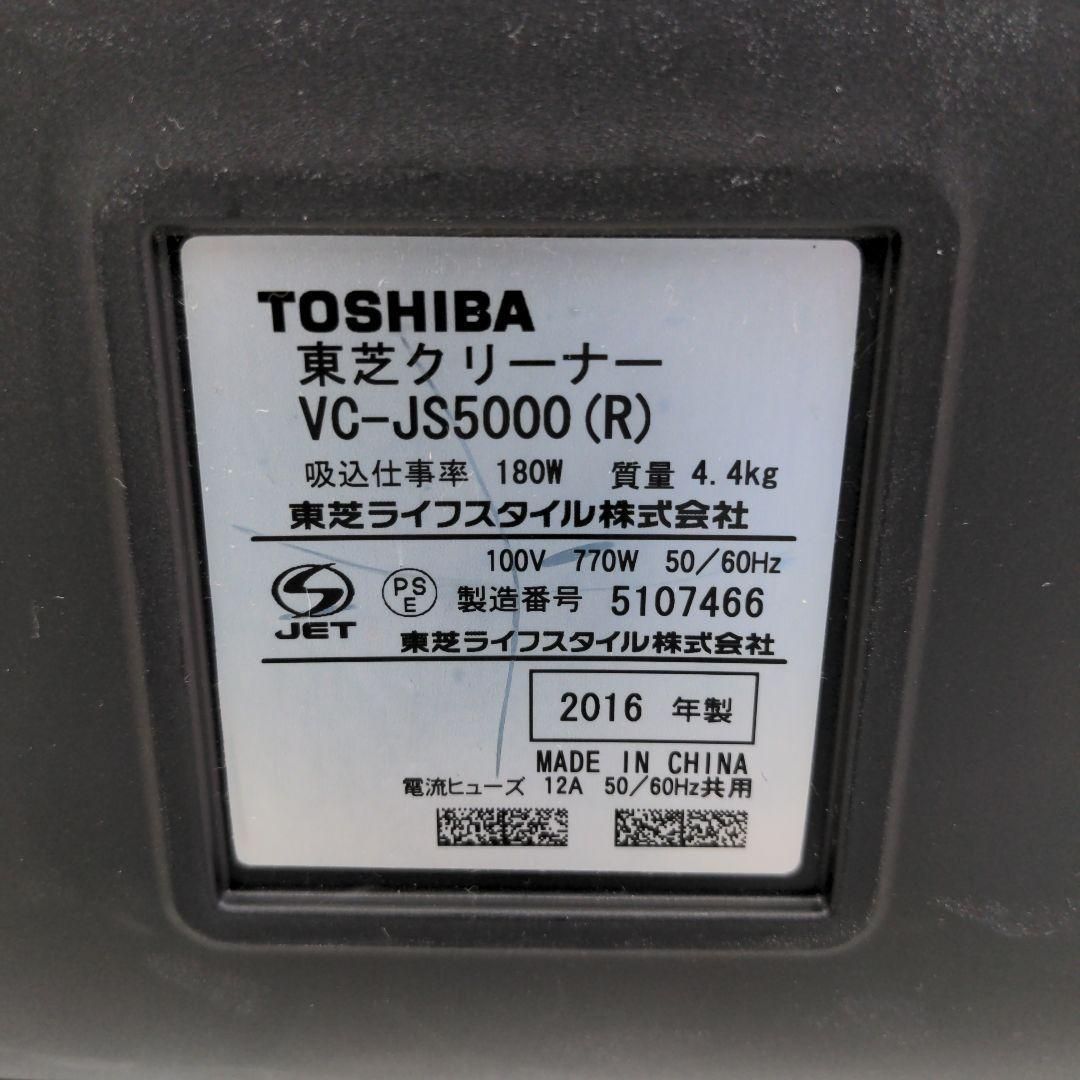 TOSHIBA
東芝クリーナー
VC-JS5000(R)
吸込仕事率 180W 質量 4.4kg
東芝ライフスタイル株式会社
100V 770W 50/60Hz
JET PSE 製造番号 5107466
東芝ライフスタイル株式会社
2016 年製
MADE IN CHINA
電流ヒューズ 12A 50/60Hz共用